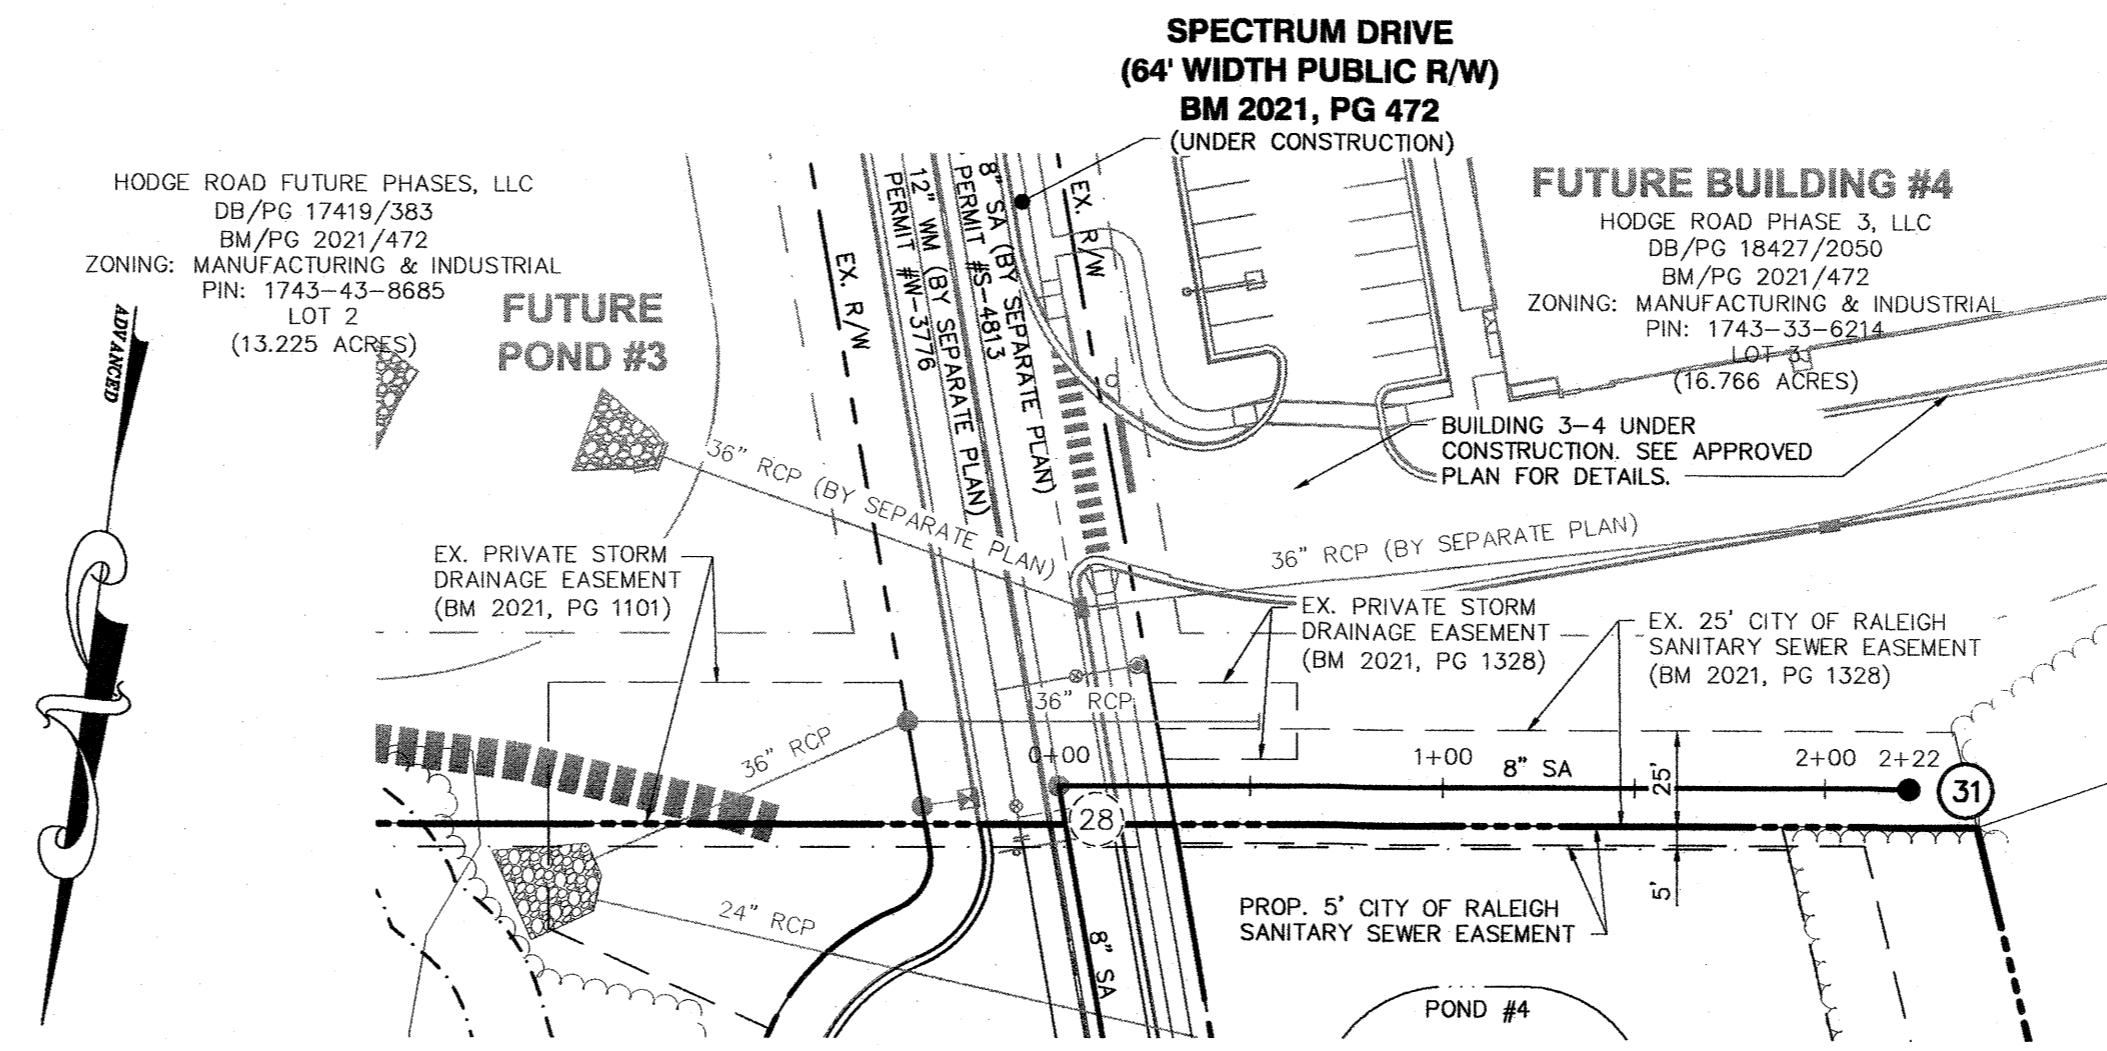 SPECTRUM DRIVE
(64' WIDTH PUBLIC R/W)
BM 2021, PG 472
(UNDER CONSTRUCTION)
HODGE ROAD FUTURE PHASES, LLC
DB/PG 17419/383
BM/PG 2021/472
ZONING: MANUFACTURING & INDUSTRIAL
PIN: 1743-43-8685
LOT 2
(13.225 ACRES)
FUTURE
POND #3
ADVANCED
EX. R/W
12" WM (BY SEPARATE PLAN)
PERMIT #W-3776
8" SA (BY SEPARATE PLAN)
PERMIT #S-4813
EX. R/W
FUTURE BUILDING #4
HODGE ROAD PHASE 3, LLC
DB/PG 18427/2050
BM/PG 2021/472
ZONING: MANUFACTURING & INDUSTRIAL
PIN: 1743-33-6214
LOT 3
(16.766 ACRES)
BUILDING 3-4 UNDER
CONSTRUCTION. SEE APPROVED
PLAN FOR DETAILS.
36" RCP (BY SEPARATE PLAN)
36" RCP (BY SEPARATE PLAN)
EX. PRIVATE STORM
DRAINAGE EASEMENT
(BM 2021, PG 1101)
EX. PRIVATE STORM
DRAINAGE EASEMENT
(BM 2021, PG 1328)
EX. 25' CITY OF RALEIGH
SANITARY SEWER EASEMENT
(BM 2021, PG 1328)
36" RCP
36" RCP
0+00
1+00
8" SA
25'
2+00
2+22
31
28
24" RCP
8" SA
PROP. 5' CITY OF RALEIGH
SANITARY SEWER EASEMENT
5'
POND #4